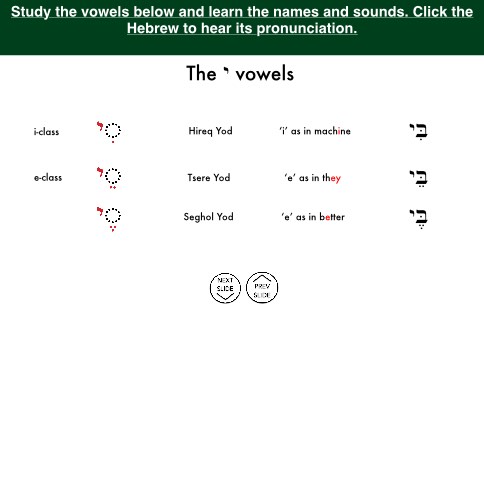 Study the vowels below and learn the names and sounds. Click the
Hebrew to hear its pronunciation.
The י vowels
i-class ◌ִי Hireq Yod ‘i’ as in machine בִּי
e-class ◌ֵי Tsere Yod ‘e’ as in they בֵּי
◌ֶי Seghol Yod ‘e’ as in better בֶּי
NEXT
SLIDE
PREV
SLIDE